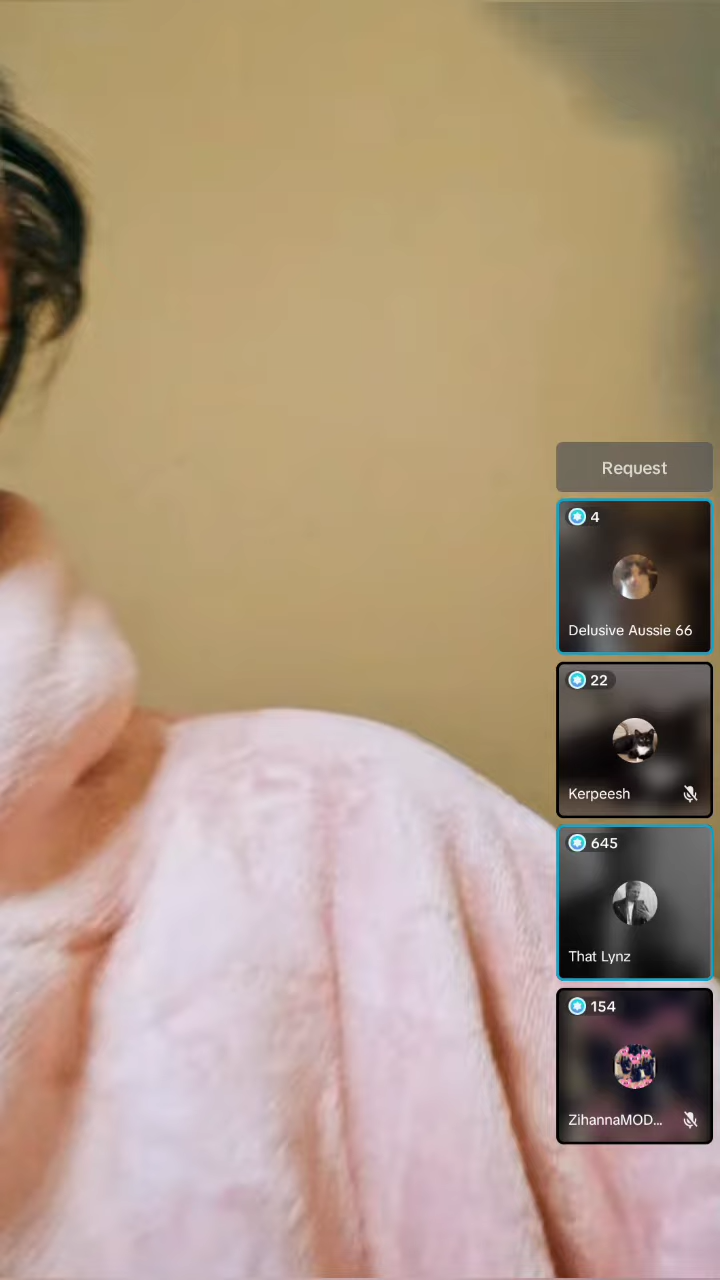 Request
4
Delusive Aussie 66
22
Kerpeesh
645
That Lynz
154
ZihannaMOD...